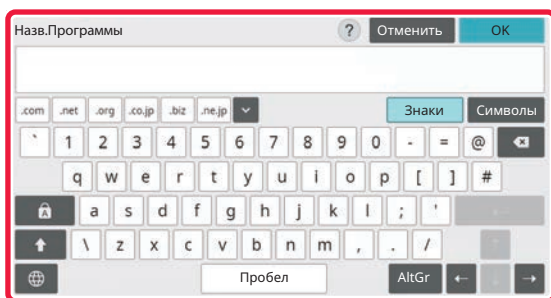 Назв.Программы ? Отменить OK
.com .net .org .co.jp .biz .ne.jp Знаки Символы
` 1 2 3 4 5 6 7 8 9 0 - = @
q w e r t y u i o p [ ] #
A a s d f g h j k l ; '
\ z x c v b n m , . /
Пробел AltGr ← ↓ →